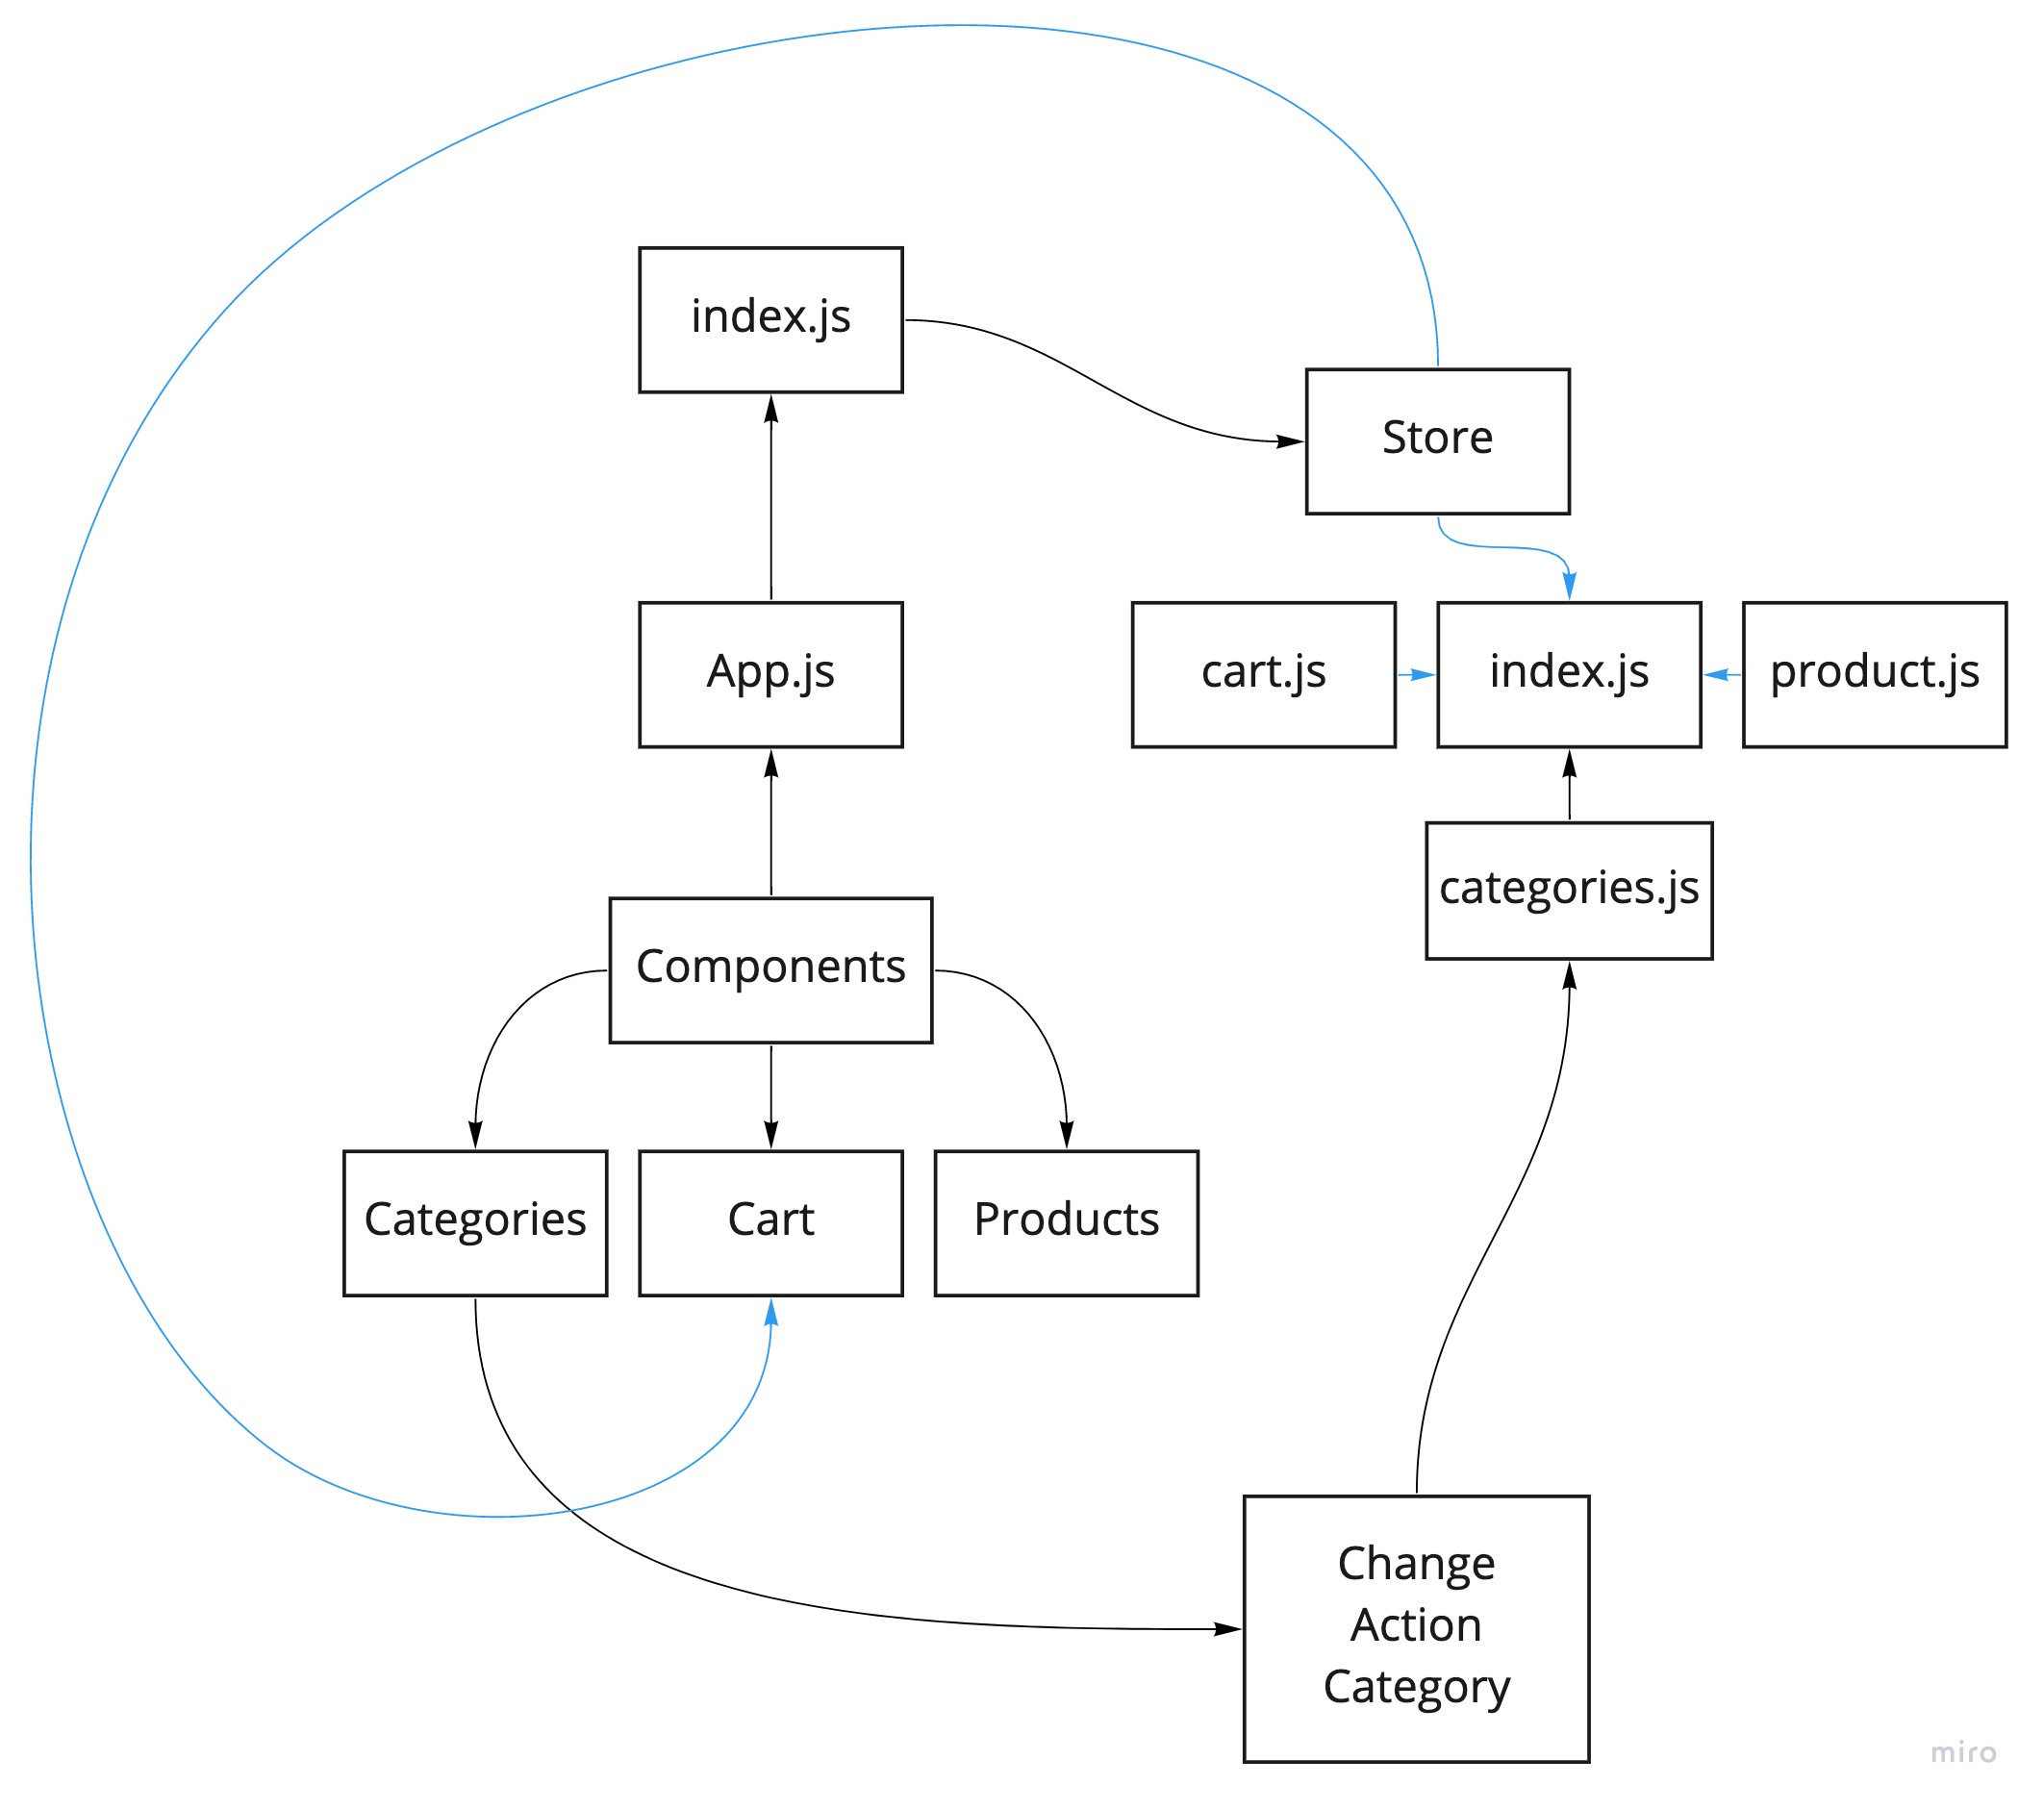 index.js
Store
App.js
cart.js
index.js
product.js
categories.js
Components
Categories
Cart
Products
Change
Action
Category
miro